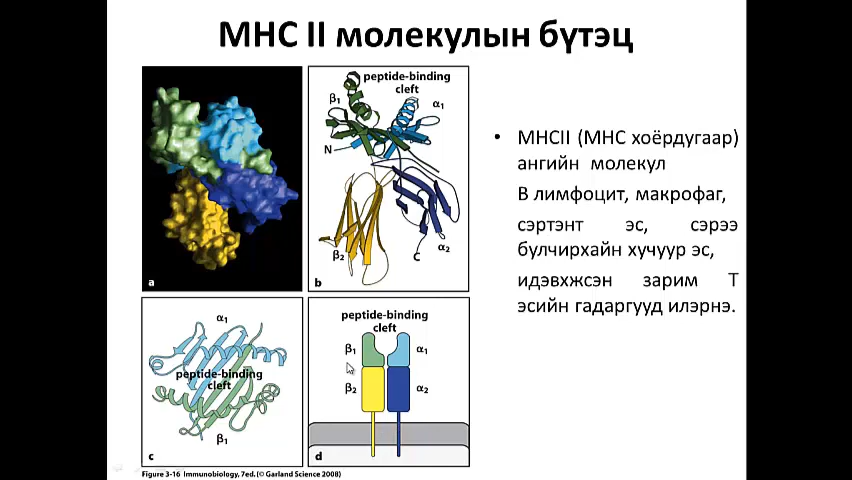 МНС II молекулын бүтэц
peptide-binding
cleft
β1
α1
N
β2
C
α2
a
b
α1
peptide-binding
cleft
β1
c
peptide-binding
cleft
β1
α1
β2
α2
d
Figure 3-16 Immunobiology, 7ed. (© Garland Science 2008)
• МНСII (МНС хоёрдугаар)
ангийн молекул
В лимфоцит, макрофаг,
сэртэнт эс, сэрээ
булчирхайн хучуур эс,
идэвхжсэн зарим Т
эсийн гадаргууд илэрнэ.